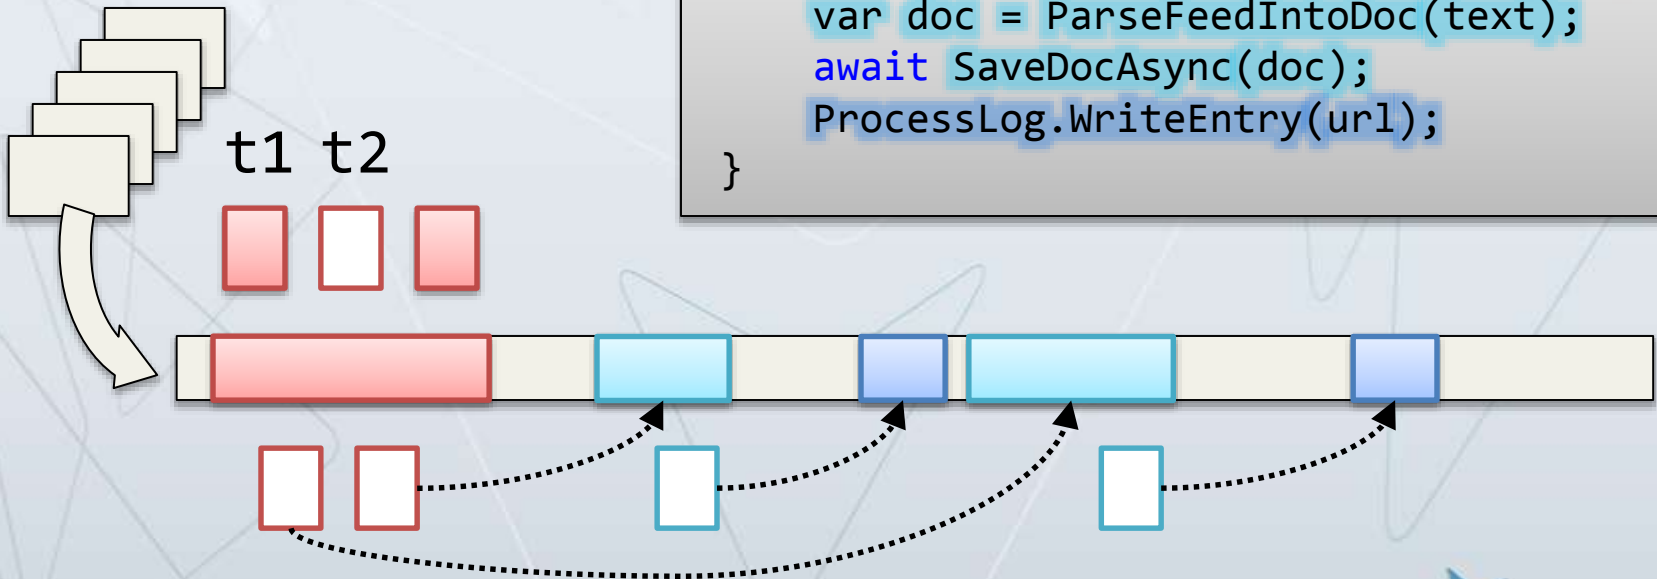 var doc = ParseFeedIntoDoc(text);
await SaveDocAsync(doc);
ProcessLog.WriteEntry(url);
}
t1 t2